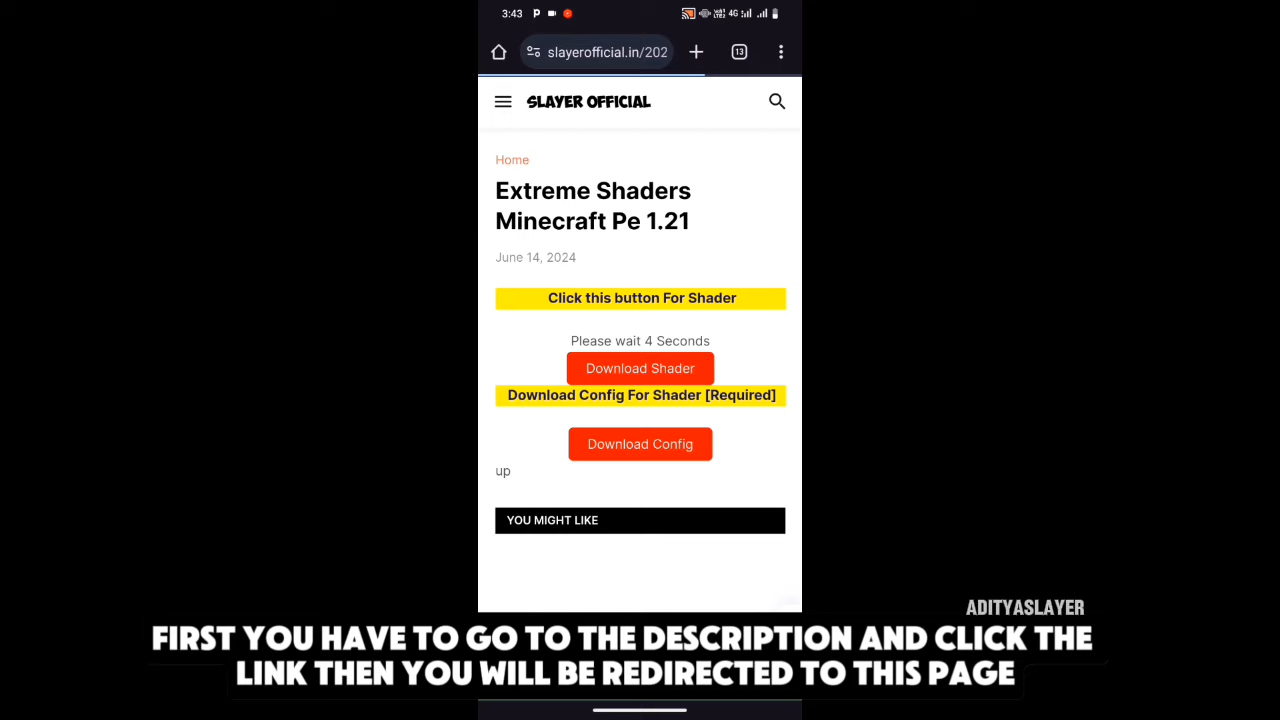 3:43
4G
slayerofficial.in/202
13
SLAYER OFFICIAL
Home
Extreme Shaders
Minecraft Pe 1.21
June 14, 2024
Click this button For Shader
Please wait 4 Seconds
Download Shader
Download Config For Shader [Required]
Download Config
up
YOU MIGHT LIKE
ADITYASLAYER
FIRST YOU HAVE TO GO TO THE DESCRIPTION AND CLICK THE
LINK THEN YOU WILL BE REDIRECTED TO THIS PAGE